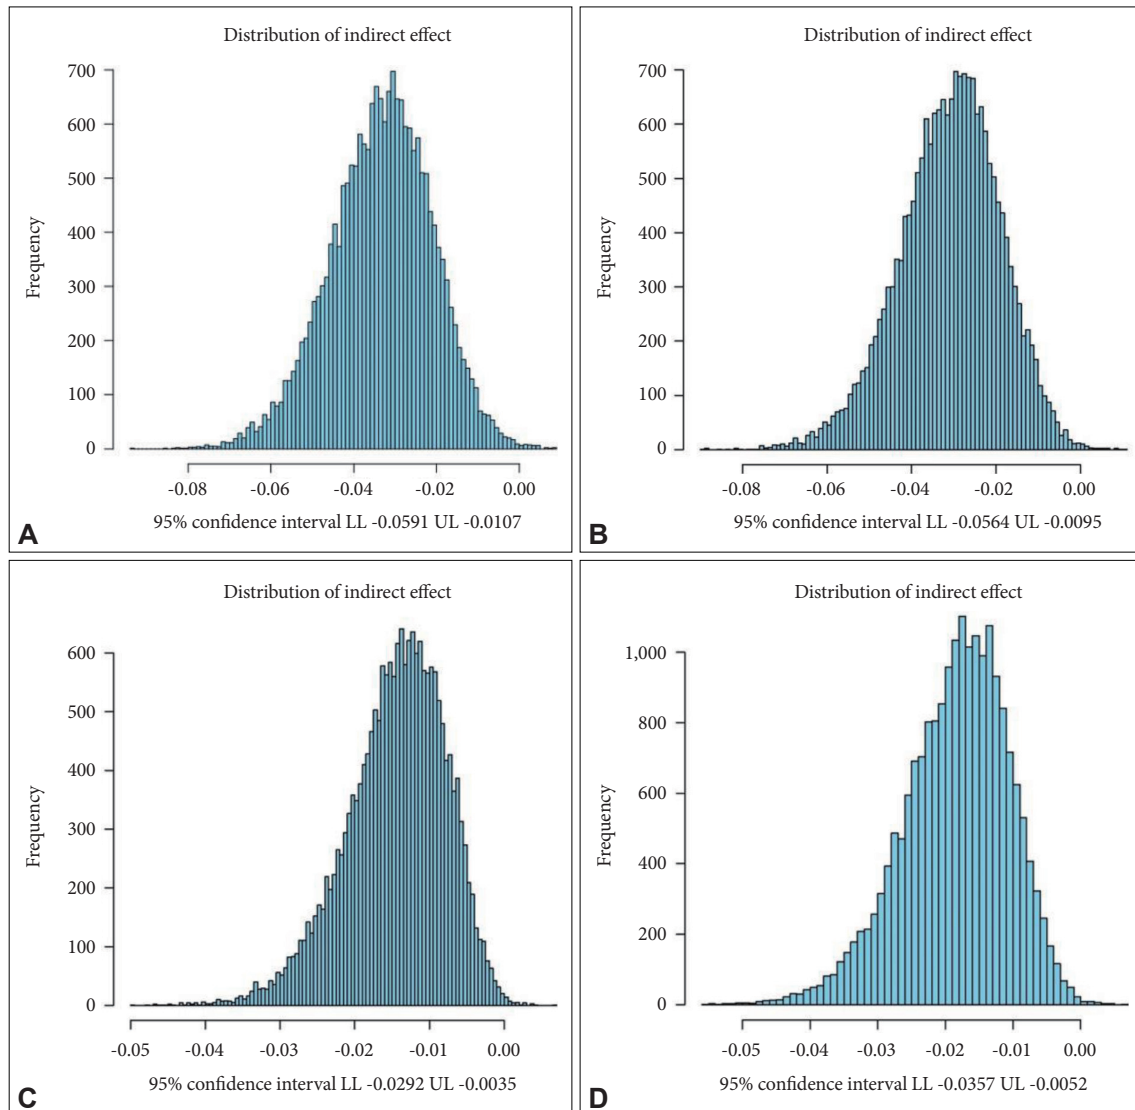 Distribution of indirect effect
700
600
500
400
300
200
100
0
Frequency
-0.08 -0.06 -0.04 -0.02 0.00
95% confidence interval LL -0.0591 UL -0.0107
A
Distribution of indirect effect
700
600
500
400
300
200
100
0
Frequency
-0.08 -0.06 -0.04 -0.02 0.00
95% confidence interval LL -0.0564 UL -0.0095
B
Distribution of indirect effect
600
500
400
300
200
100
0
Frequency
-0.05 -0.04 -0.03 -0.02 -0.01 0.00
95% confidence interval LL -0.0292 UL -0.0035
C
Distribution of indirect effect
1,000
800
600
400
200
0
Frequency
-0.05 -0.04 -0.03 -0.02 -0.01 0.00
95% confidence interval LL -0.0357 UL -0.0052
D